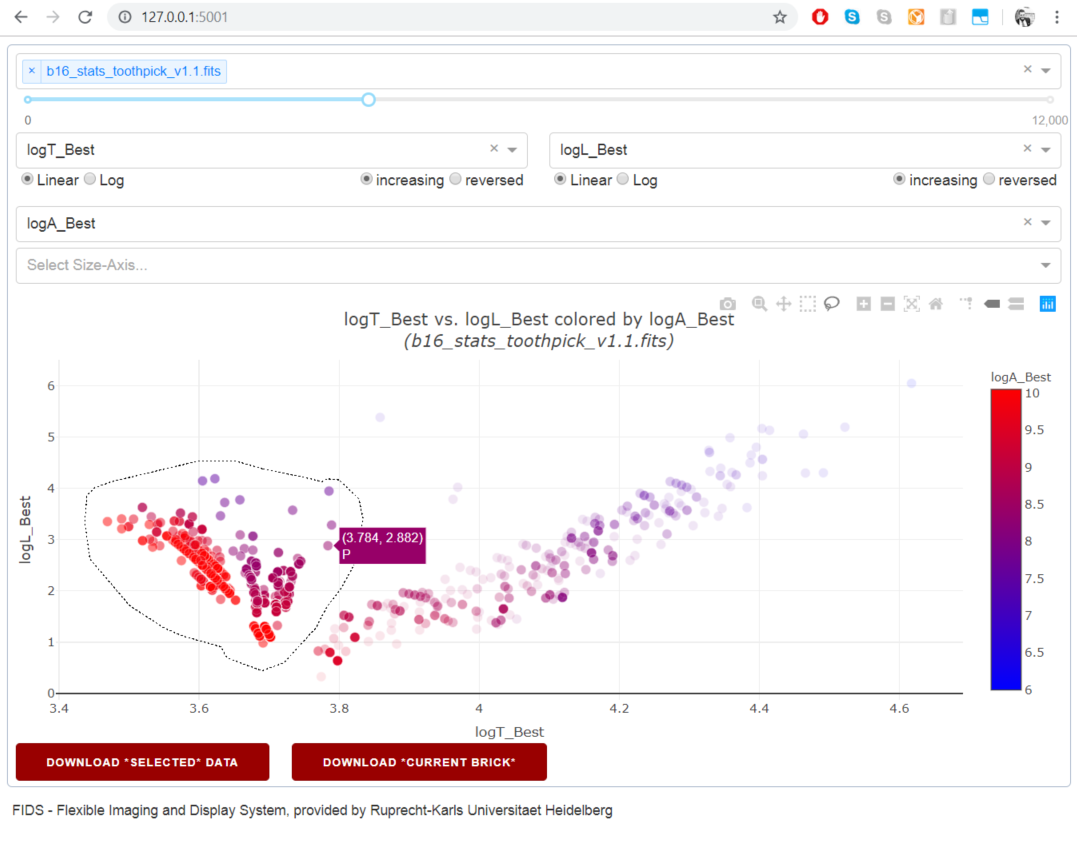 127.0.0.1:5001
× b16_stats_toothpick_v1.1.fits
0 12,000
logT_Best logL_Best
Linear Log increasing reversed Linear Log increasing reversed
logA_Best
Select Size-Axis...
logT_Best vs. logL_Best colored by logA_Best
(b16_stats_toothpick_v1.1.fits)
logA_Best
10
9.5
9
8.5
8
7.5
7
6.5
6
logL_Best
6
5
4
3
2
1
0
(3.784, 2.882)
P
3.4 3.6 3.8 4 4.2 4.4 4.6
logT_Best
DOWNLOAD *SELECTED* DATA DOWNLOAD *CURRENT BRICK*
FIDS - Flexible Imaging and Display System, provided by Ruprecht-Karls Universitaet Heidelberg